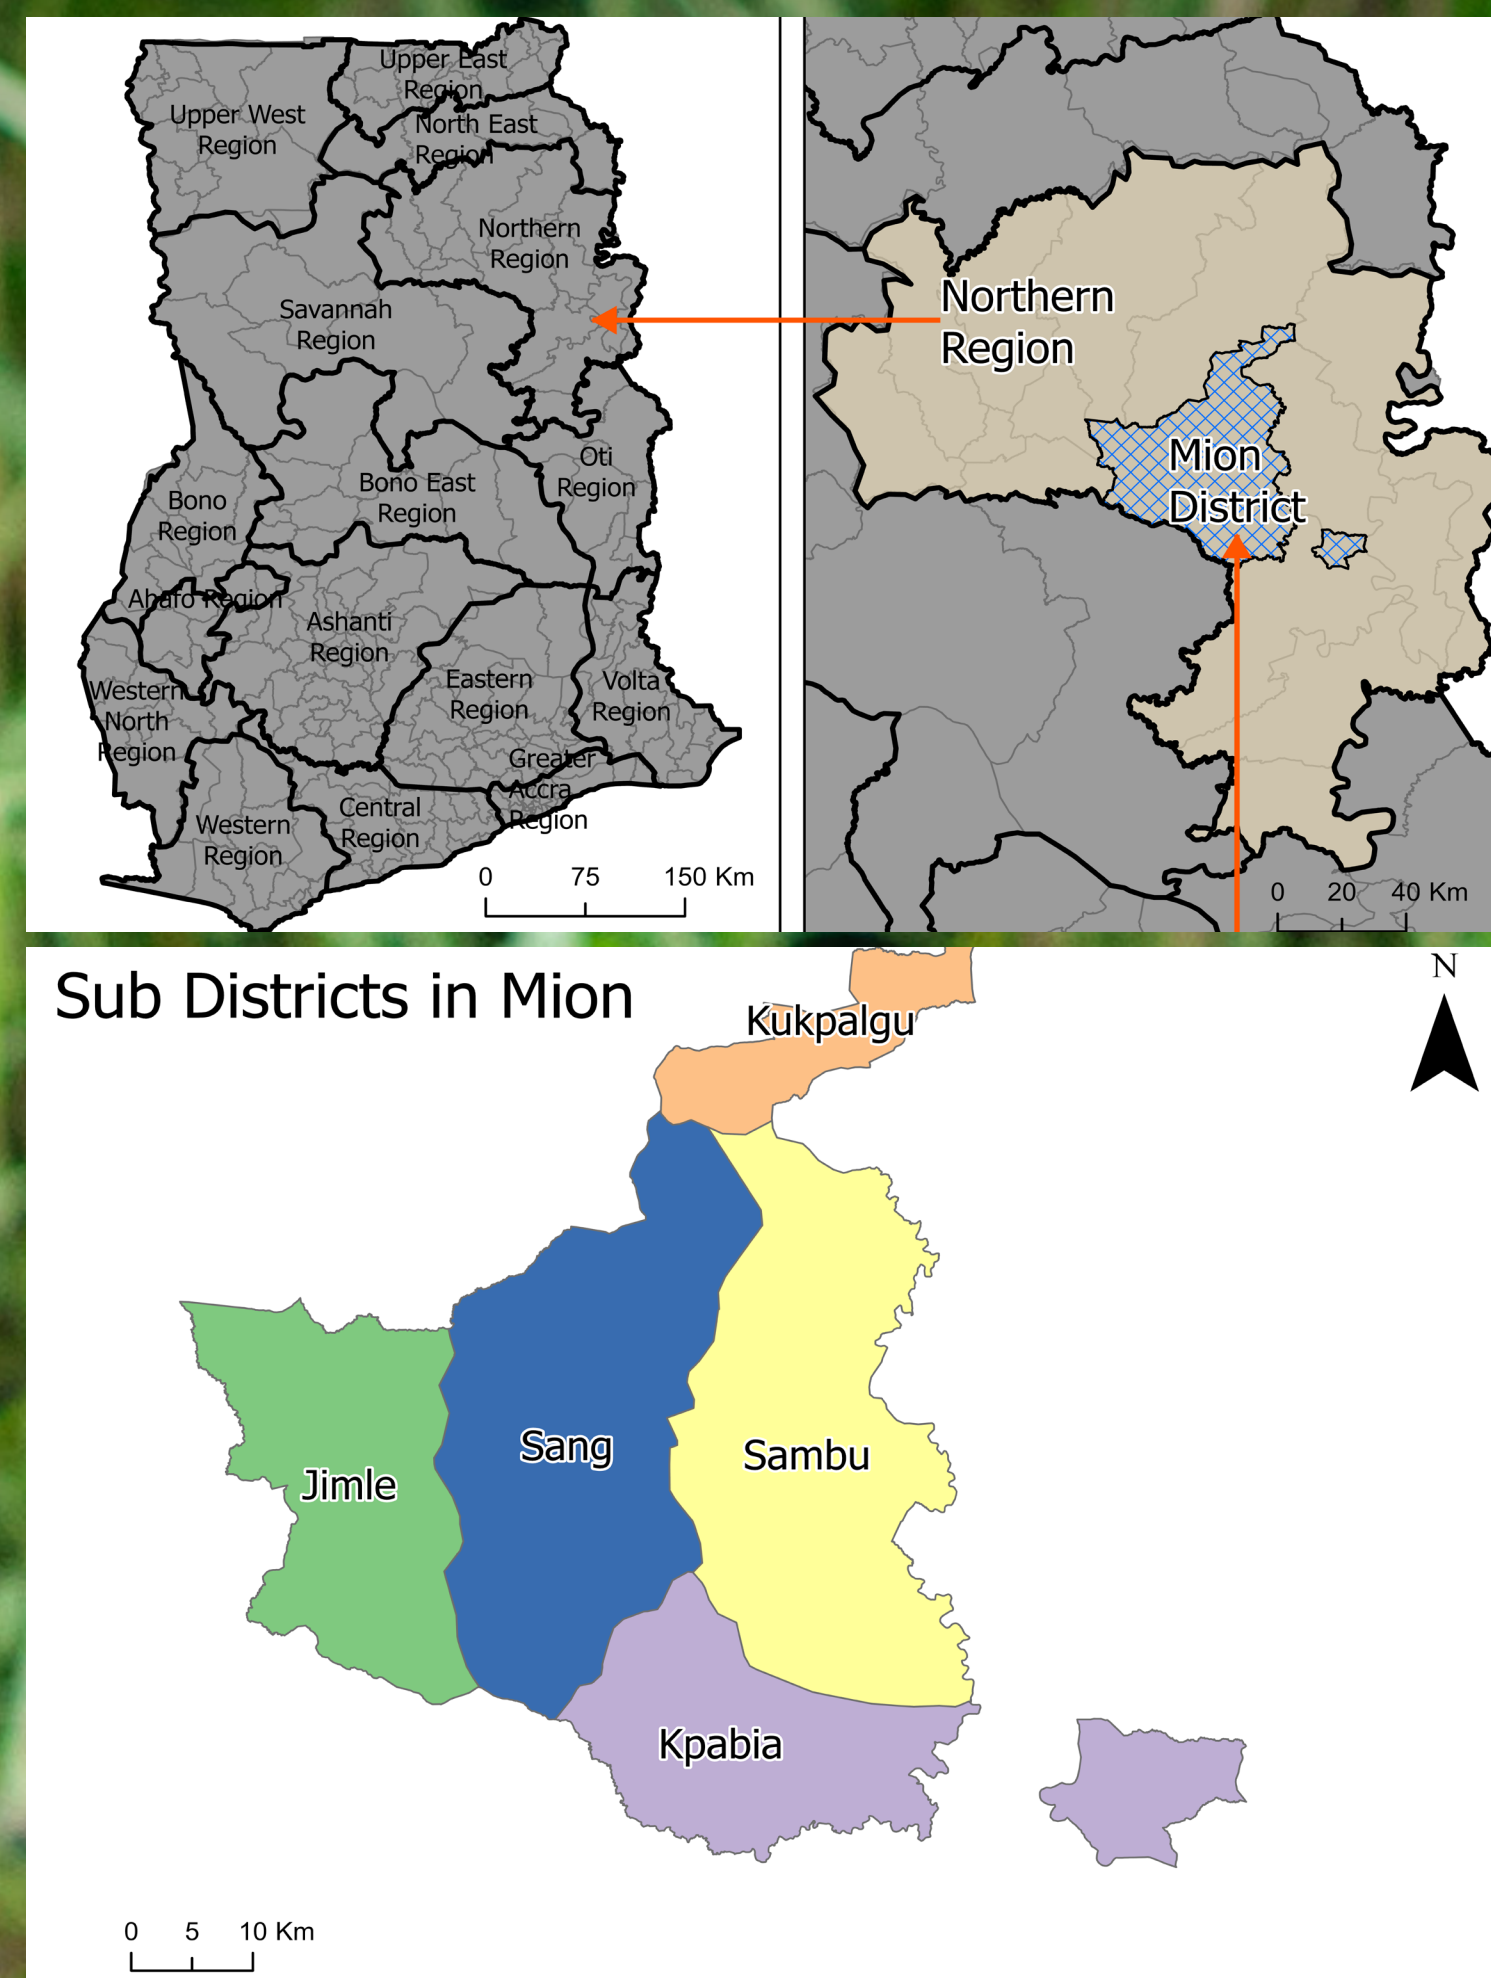 Upper East
Region
Upper West
Region
North East
Region
Northern
Region
Savannah
Region
Oti
Region
Bono East
Region
Bono
Region
Ahafo Region
Ashanti
Region
Eastern
Region
Volta
Region
Western
North
Region
Greater
Accra
Region
Central
Region
Western
Region
0 75 150 Km
Northern
Region
Mion
District
0 20 40 Km
Sub Districts in Mion
N
Kukpalgu
Sang
Sambu
Jimle
Kpabia
0 5 10 Km